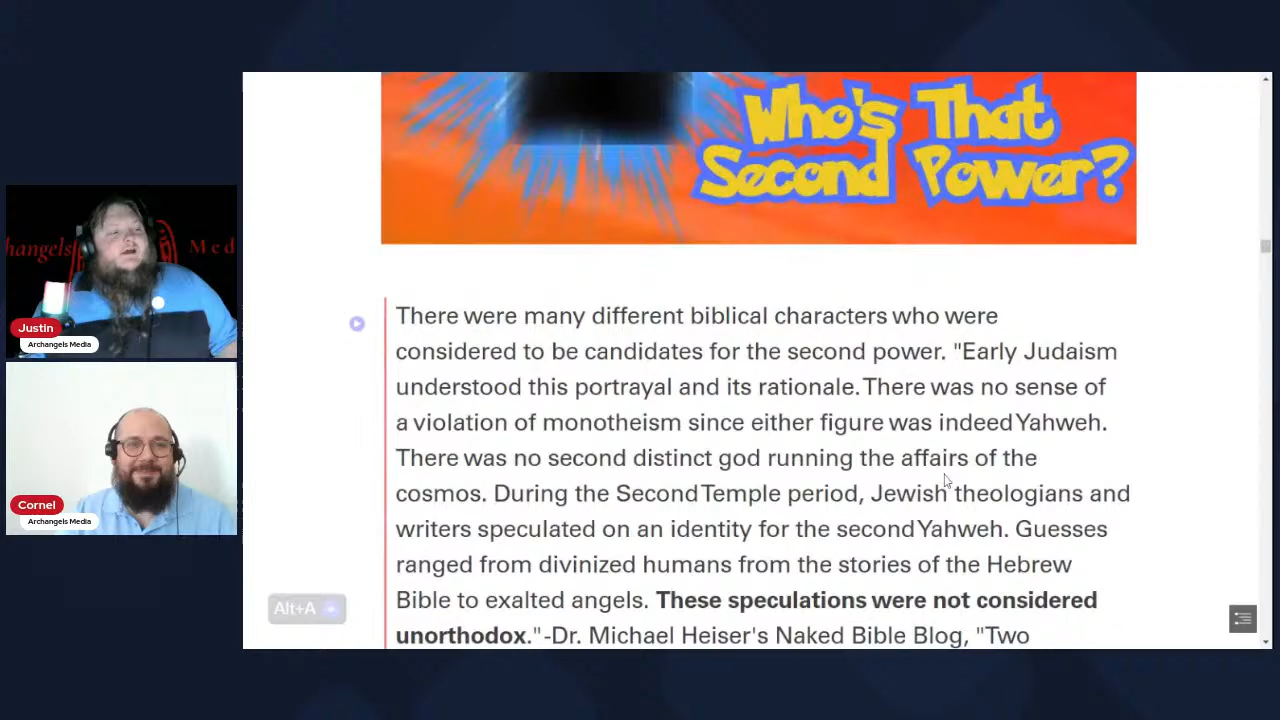 Who's That
Second Power?
changels Med
Justin
Archangels Media
Cornel
Archangels Media
There were many different biblical characters who were
considered to be candidates for the second power. "Early Judaism
understood this portrayal and its rationale. There was no sense of
a violation of monotheism since either figure was indeed Yahweh.
There was no second distinct god running the affairs of the
cosmos. During the Second Temple period, Jewish theologians and
writers speculated on an identity for the second Yahweh. Guesses
ranged from divinized humans from the stories of the Hebrew
Bible to exalted angels. These speculations were not considered
unorthodox."-Dr. Michael Heiser's Naked Bible Blog, "Two
Alt+A